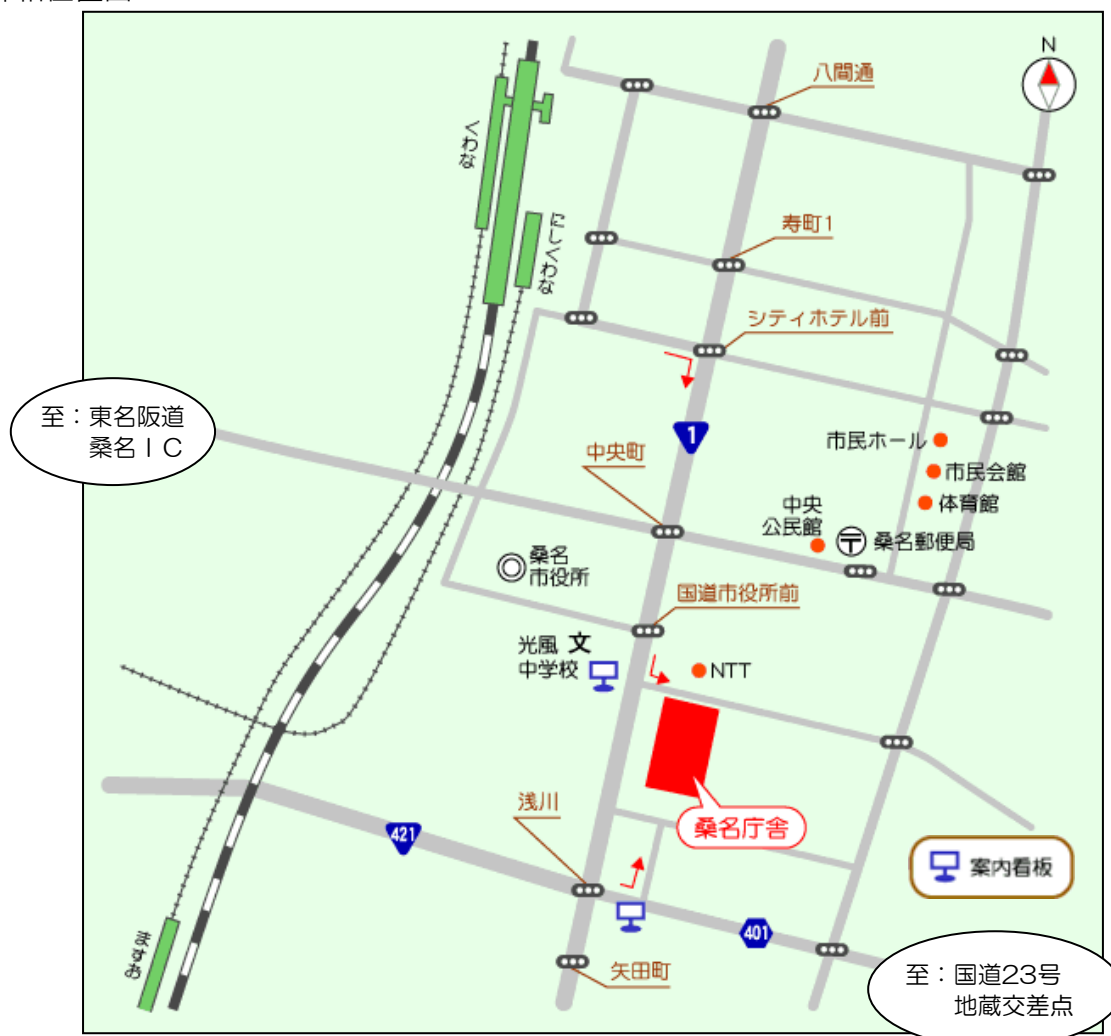 N
八間通
くわな
にしくわな
寿町1
シティホテル前
至：東名阪道
桑名IC
1
中央町
市民ホール
市民会館
体育館
中央
公民館
桑名郵便局
桑名
市役所
国道市役所前
光風 文
中学校
NTT
浅川
桑名庁舎
421
案内看板
401
ますお
矢田町
至：国道23号
地蔵交差点